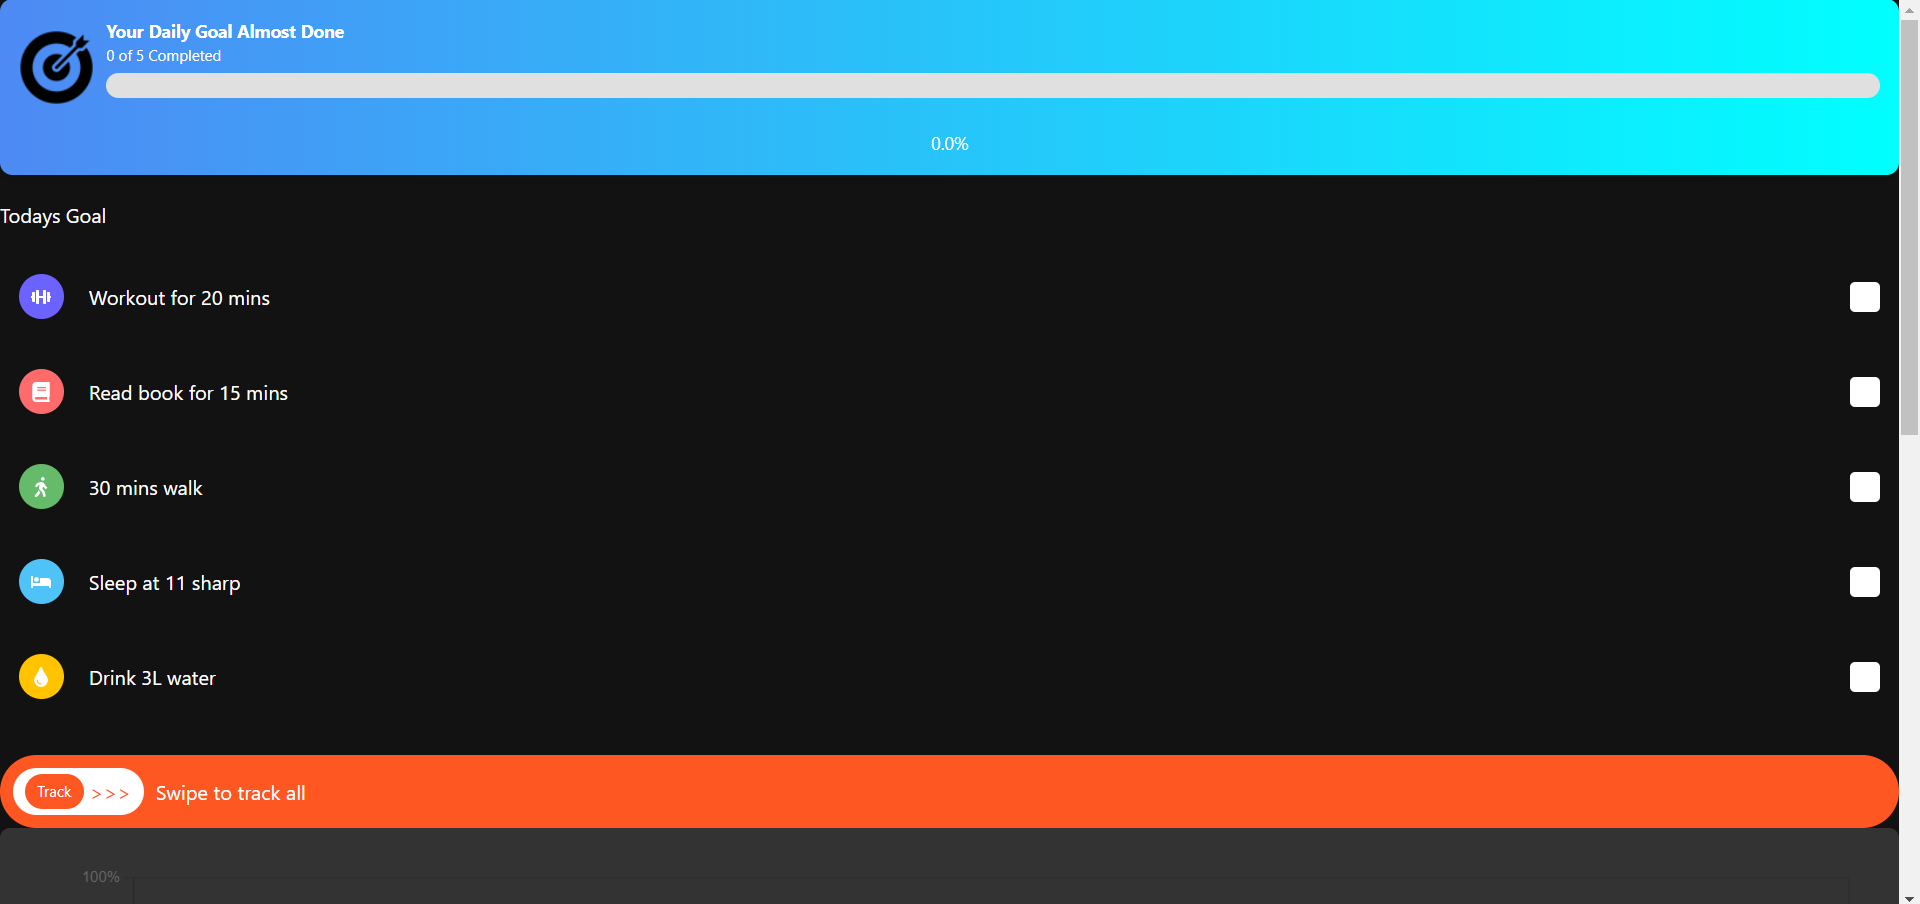 Your Daily Goal Almost Done
0 of 5 Completed
0.0%
Todays Goal
Workout for 20 mins
Read book for 15 mins
30 mins walk
Sleep at 11 sharp
Drink 3L water
Track >>> Swipe to track all
100%